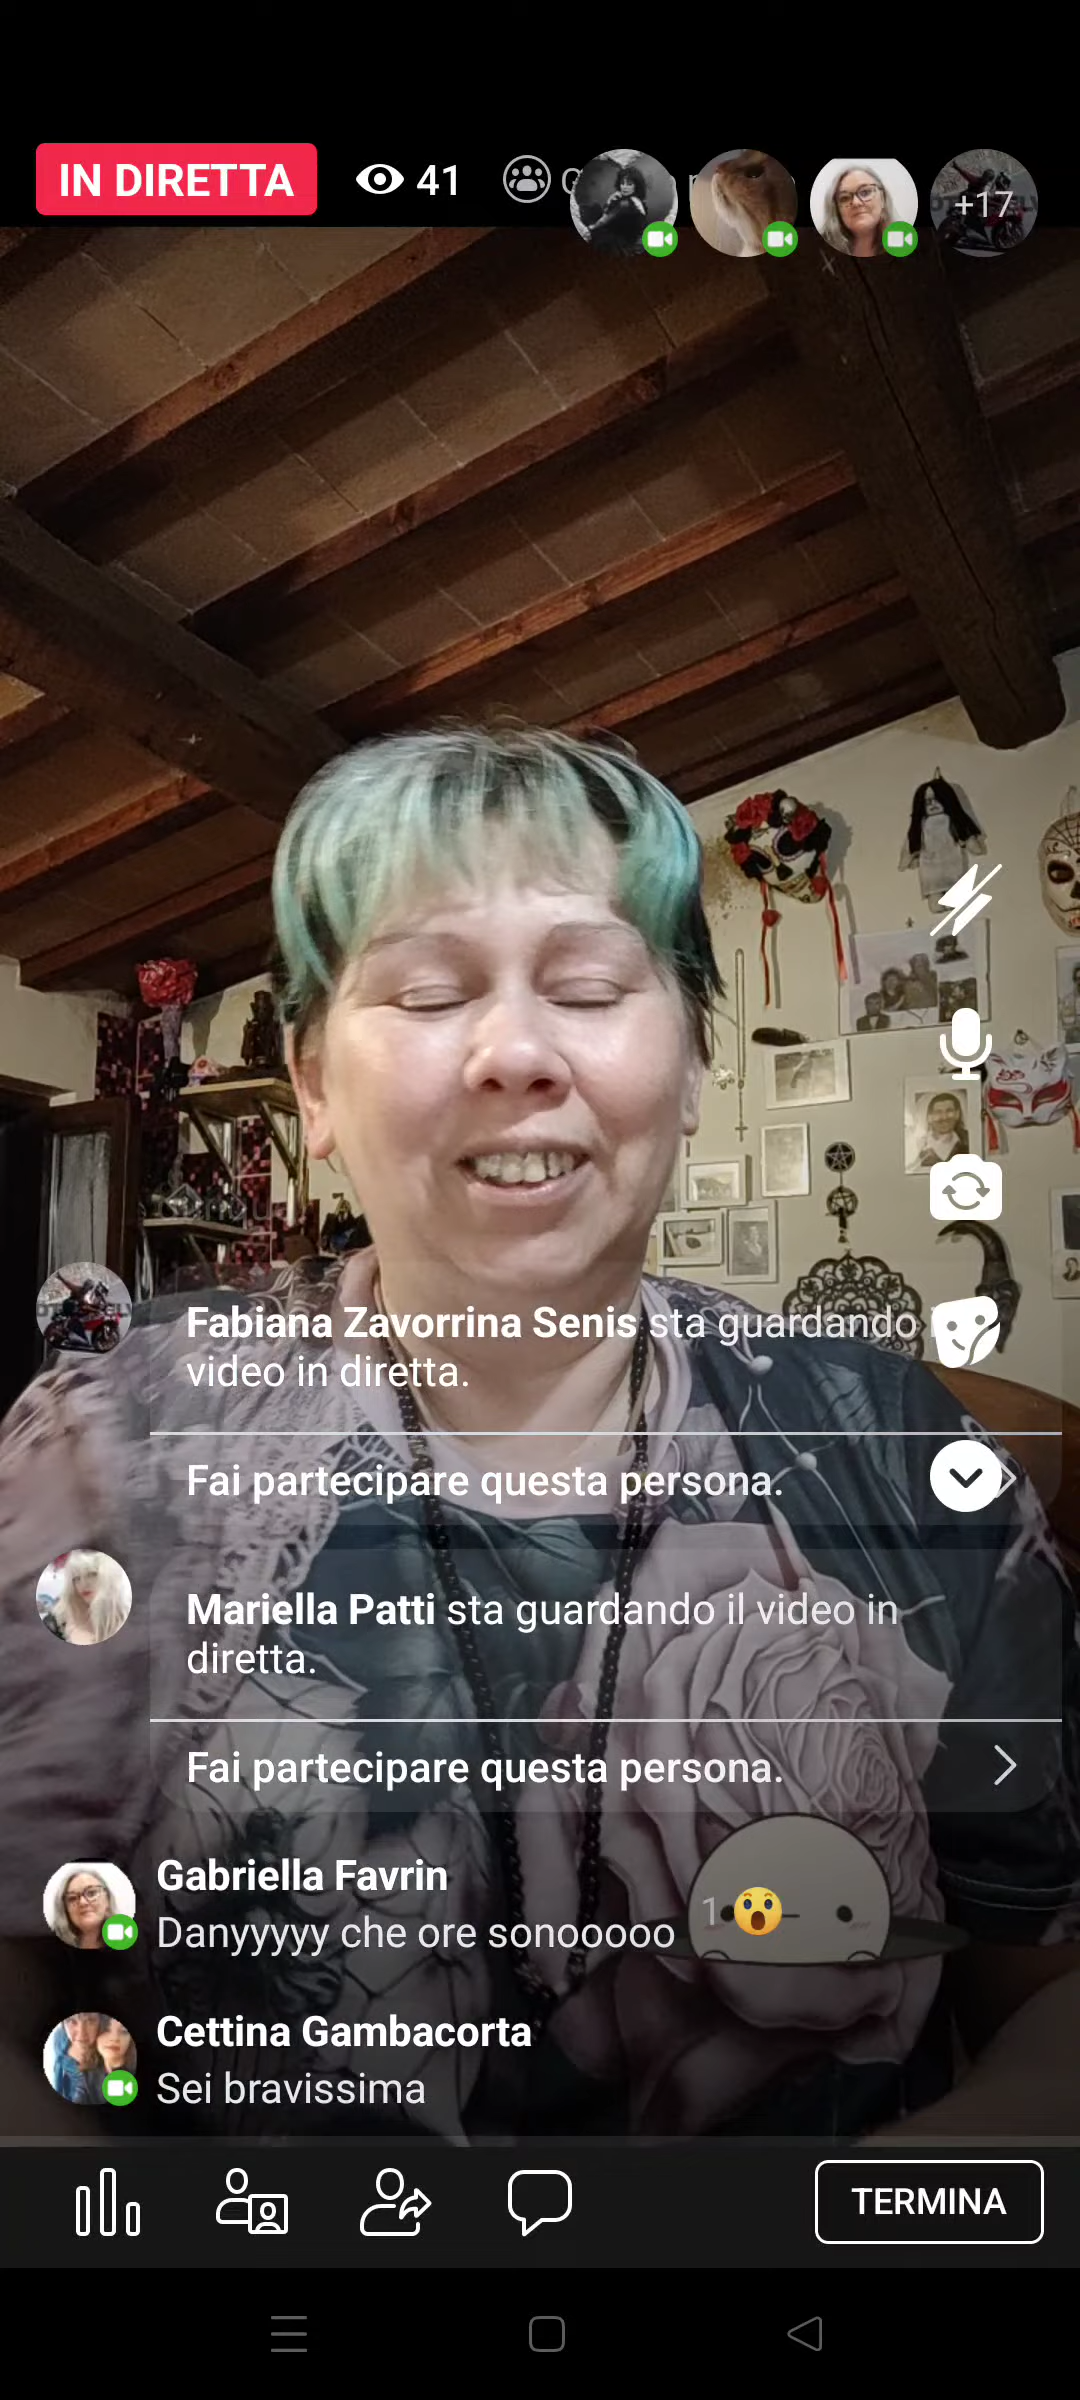 IN DIRETTA
41
+17
Fabiana Zavorrina Senis sta guardando
video in diretta.
Fai partecipare questa persona.
Mariella Patti sta guardando il video in
diretta.
Fai partecipare questa persona.
Gabriella Favrin
Danyyyyy che ore sonooooo
1 😯
Cettina Gambacorta
Sei bravissima
TERMINA